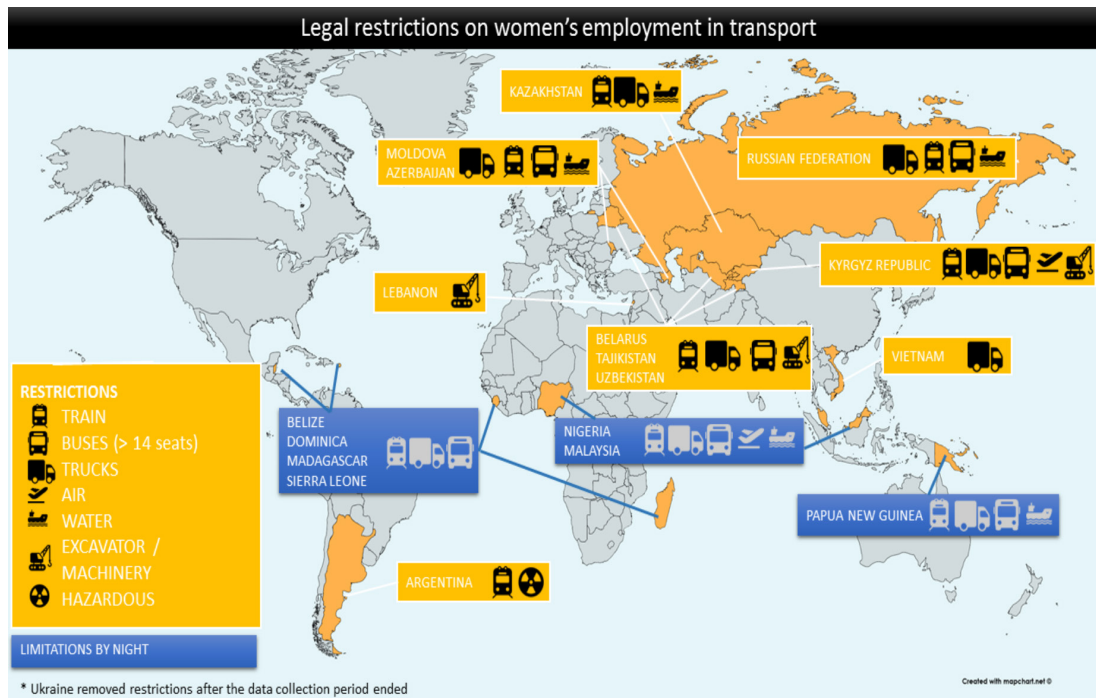 Legal restrictions on women's employment in transport
KAZAKHSTAN
MOLDOVA
AZERBAIJAN
RUSSIAN FEDERATION
KYRGYZ REPUBLIC
LEBANON
BELARUS
TAJIKISTAN
UZBEKISTAN
VIETNAM
RESTRICTIONS
TRAIN
BUSES (> 14 seats)
TRUCKS
AIR
WATER
EXCAVATOR /
MACHINERY
HAZARDOUS
BELIZE
DOMINICA
MADAGASCAR
SIERRA LEONE
NIGERIA
MALAYSIA
PAPUA NEW GUINEA
ARGENTINA
LIMITATIONS BY NIGHT
* Ukraine removed restrictions after the data collection period ended
Created with mapchart.net ©